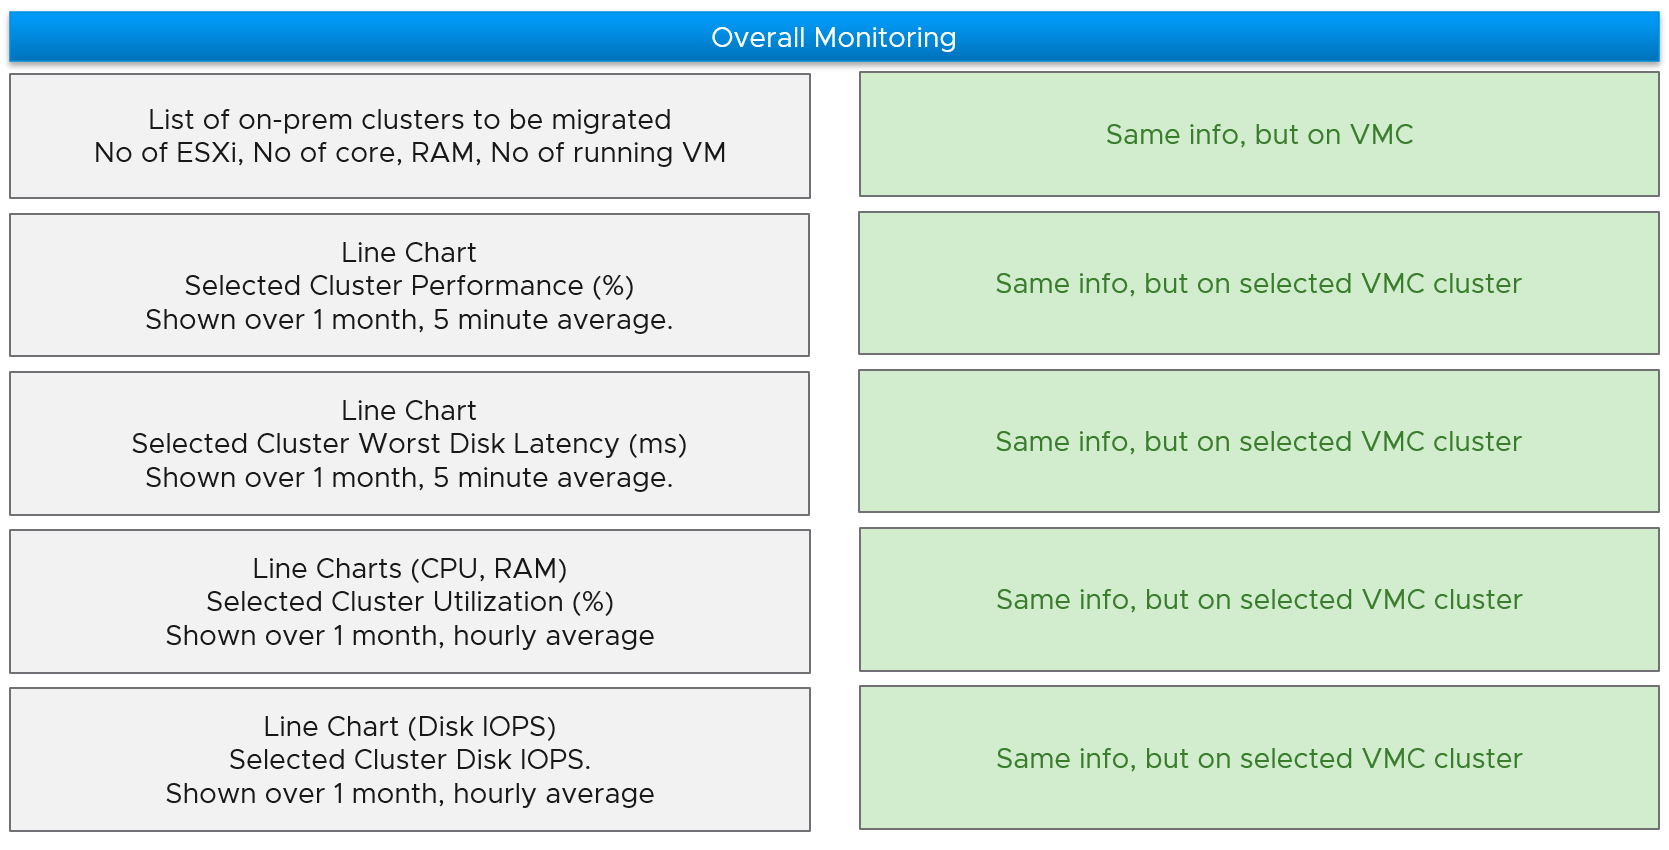 Overall Monitoring
List of on-prem clusters to be migrated
No of ESXi, No of core, RAM, No of running VM
Same info, but on VMC
Line Chart
Selected Cluster Performance (%)
Shown over 1 month, 5 minute average.
Same info, but on selected VMC cluster
Line Chart
Selected Cluster Worst Disk Latency (ms)
Shown over 1 month, 5 minute average.
Same info, but on selected VMC cluster
Line Charts (CPU, RAM)
Selected Cluster Utilization (%)
Shown over 1 month, hourly average
Same info, but on selected VMC cluster
Line Chart (Disk IOPS)
Selected Cluster Disk IOPS.
Shown over 1 month, hourly average
Same info, but on selected VMC cluster